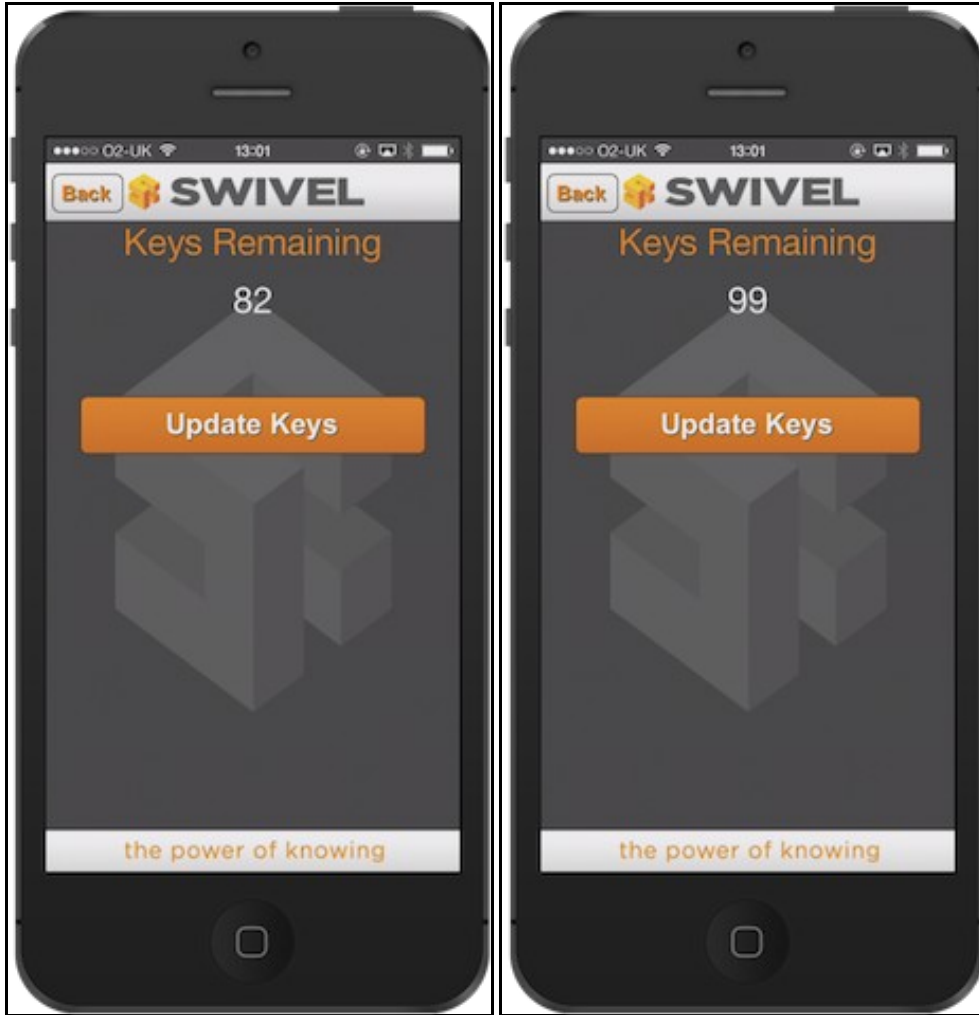 O2-UK 13:01
Back SWIVEL
Keys Remaining
82
Update Keys
the power of knowing
O2-UK 13:01
Back SWIVEL
Keys Remaining
99
Update Keys
the power of knowing